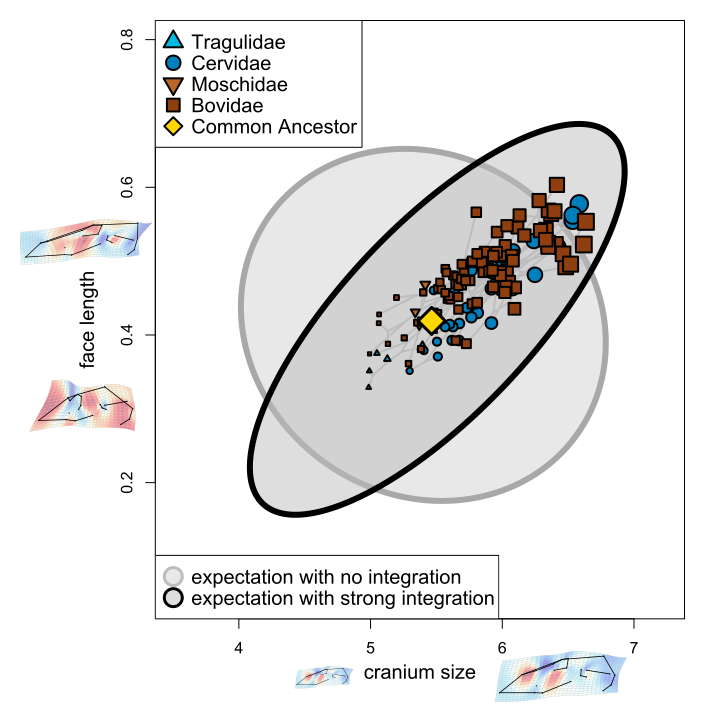 Tragulidae
Cervidae
Moschidae
Bovidae
Common Ancestor
0.8
0.6
0.4
0.2
face length
expectation with no integration
expectation with strong integration
4 5 6 7
cranium size